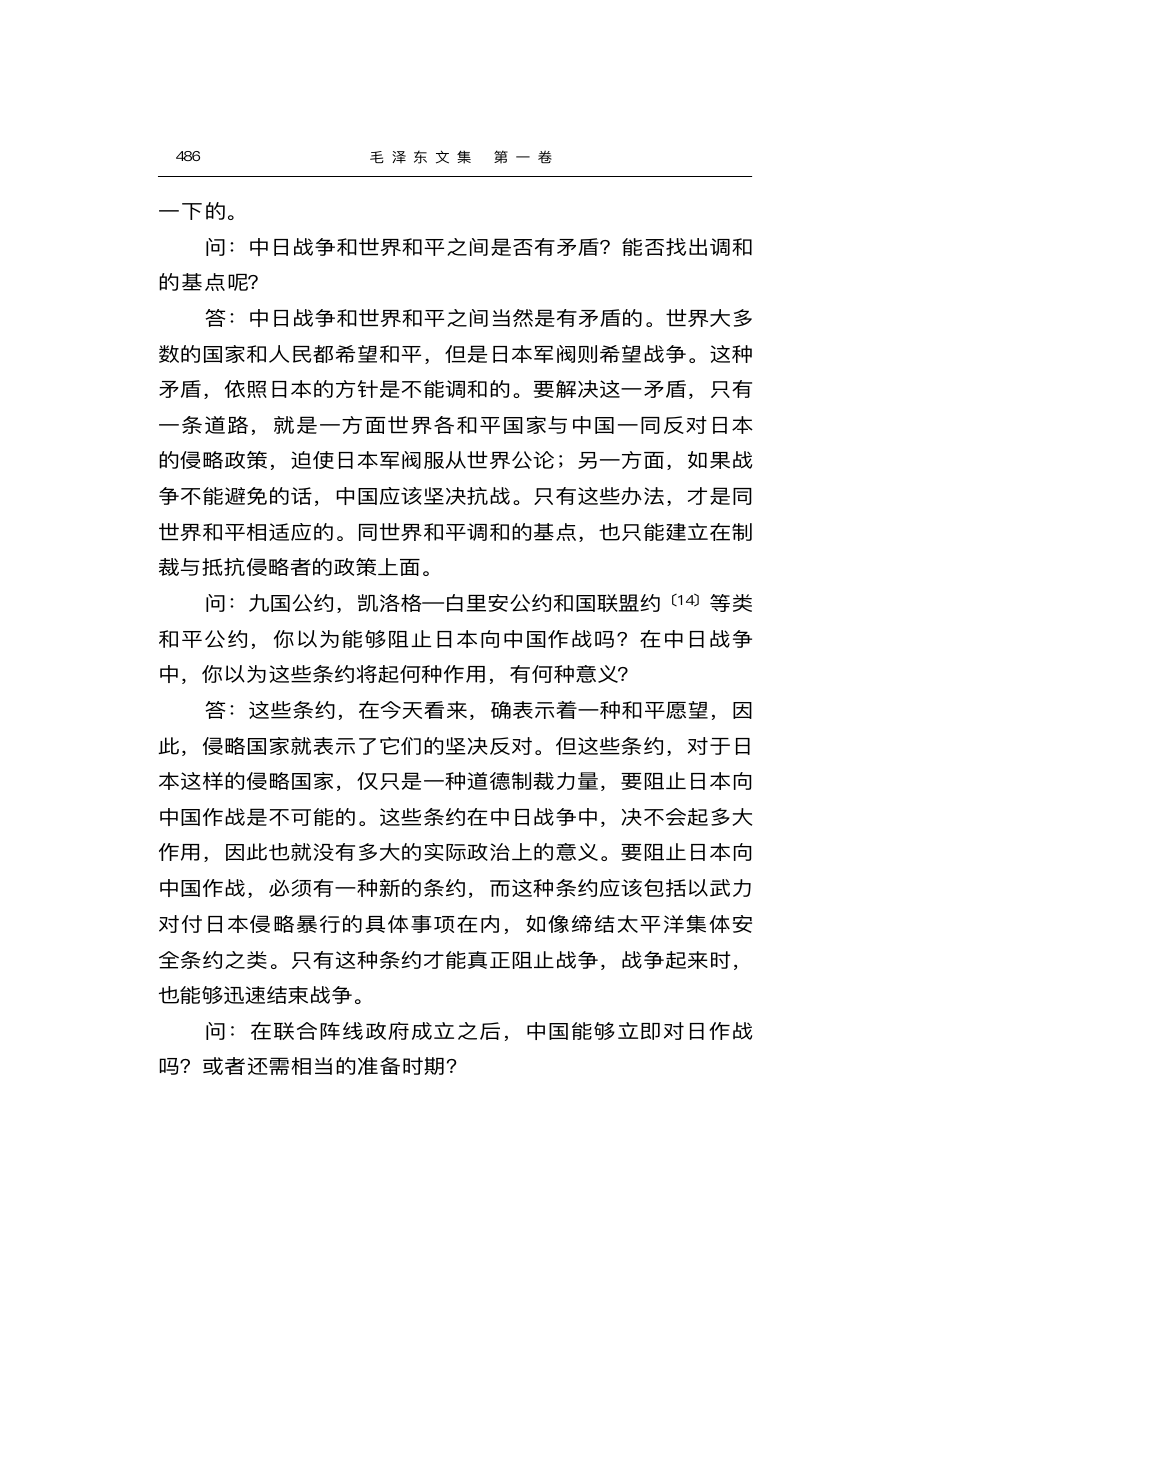 486 毛泽东文集 第一卷
一下的。
问：中日战争和世界和平之间是否有矛盾？能否找出调和
的基点呢？
答：中日战争和世界和平之间当然是有矛盾的。世界大多
数的国家和人民都希望和平，但是日本军阀则希望战争。这种
矛盾，依照日本的方针是不能调和的。要解决这一矛盾，只有
一条道路，就是一方面世界各和平国家与中国一同反对日本
的侵略政策，迫使日本军阀服从世界公论；另一方面，如果战
争不能避免的话，中国应该坚决抗战。只有这些办法，才是同
世界和平相适应的。同世界和平调和的基点，也只能建立在制
裁与抵抗侵略者的政策上面。
问：九国公约，凯洛格—白里安公约和国联盟约〔14〕等类
和平公约，你以为能够阻止日本向中国作战吗？在中日战争
中，你以为这些条约将起何种作用，有何种意义？
答：这些条约，在今天看来，确表示着一种和平愿望，因
此，侵略国家就表示了它们的坚决反对。但这些条约，对于日
本这样的侵略国家，仅只是一种道德制裁力量，要阻止日本向
中国作战是不可能的。这些条约在中日战争中，决不会起多大
作用，因此也就没有多大的实际政治上的意义。要阻止日本向
中国作战，必须有一种新的条约，而这种条约应该包括以武力
对付日本侵略暴行的具体事项在内，如像缔结太平洋集体安
全条约之类。只有这种条约才能真正阻止战争，战争起来时，
也能够迅速结束战争。
问：在联合阵线政府成立之后，中国能够立即对日作战
吗？或者还需相当的准备时期？